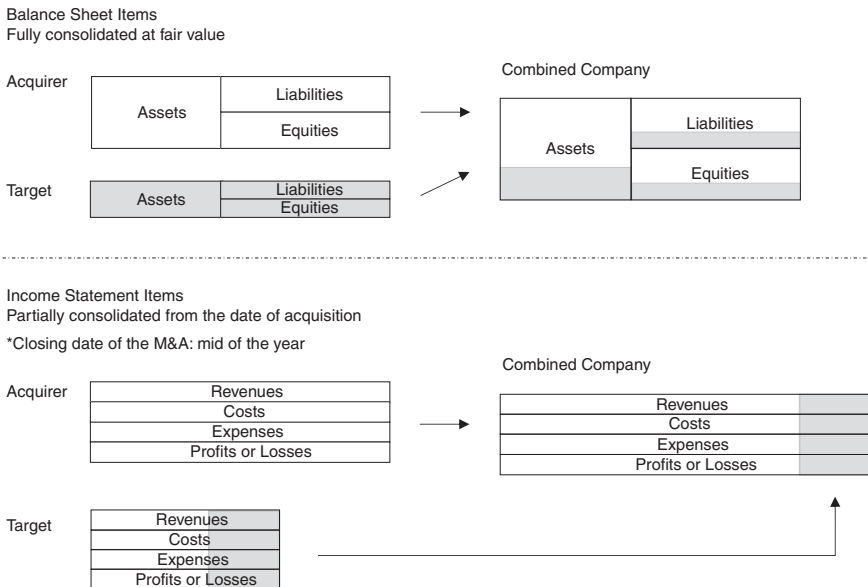 Balance Sheet Items
Fully consolidated at fair value
Acquirer
Assets
Liabilities
Equities
Target
Assets
Liabilities
Equities
Combined Company
Assets
Liabilities
Equities
Income Statement Items
Partially consolidated from the date of acquisition
*Closing date of the M&A: mid of the year
Acquirer
Revenues
Costs
Expenses
Profits or Losses
Combined Company
Revenues
Costs
Expenses
Profits or Losses
Target
Revenues
Costs
Expenses
Profits or Losses